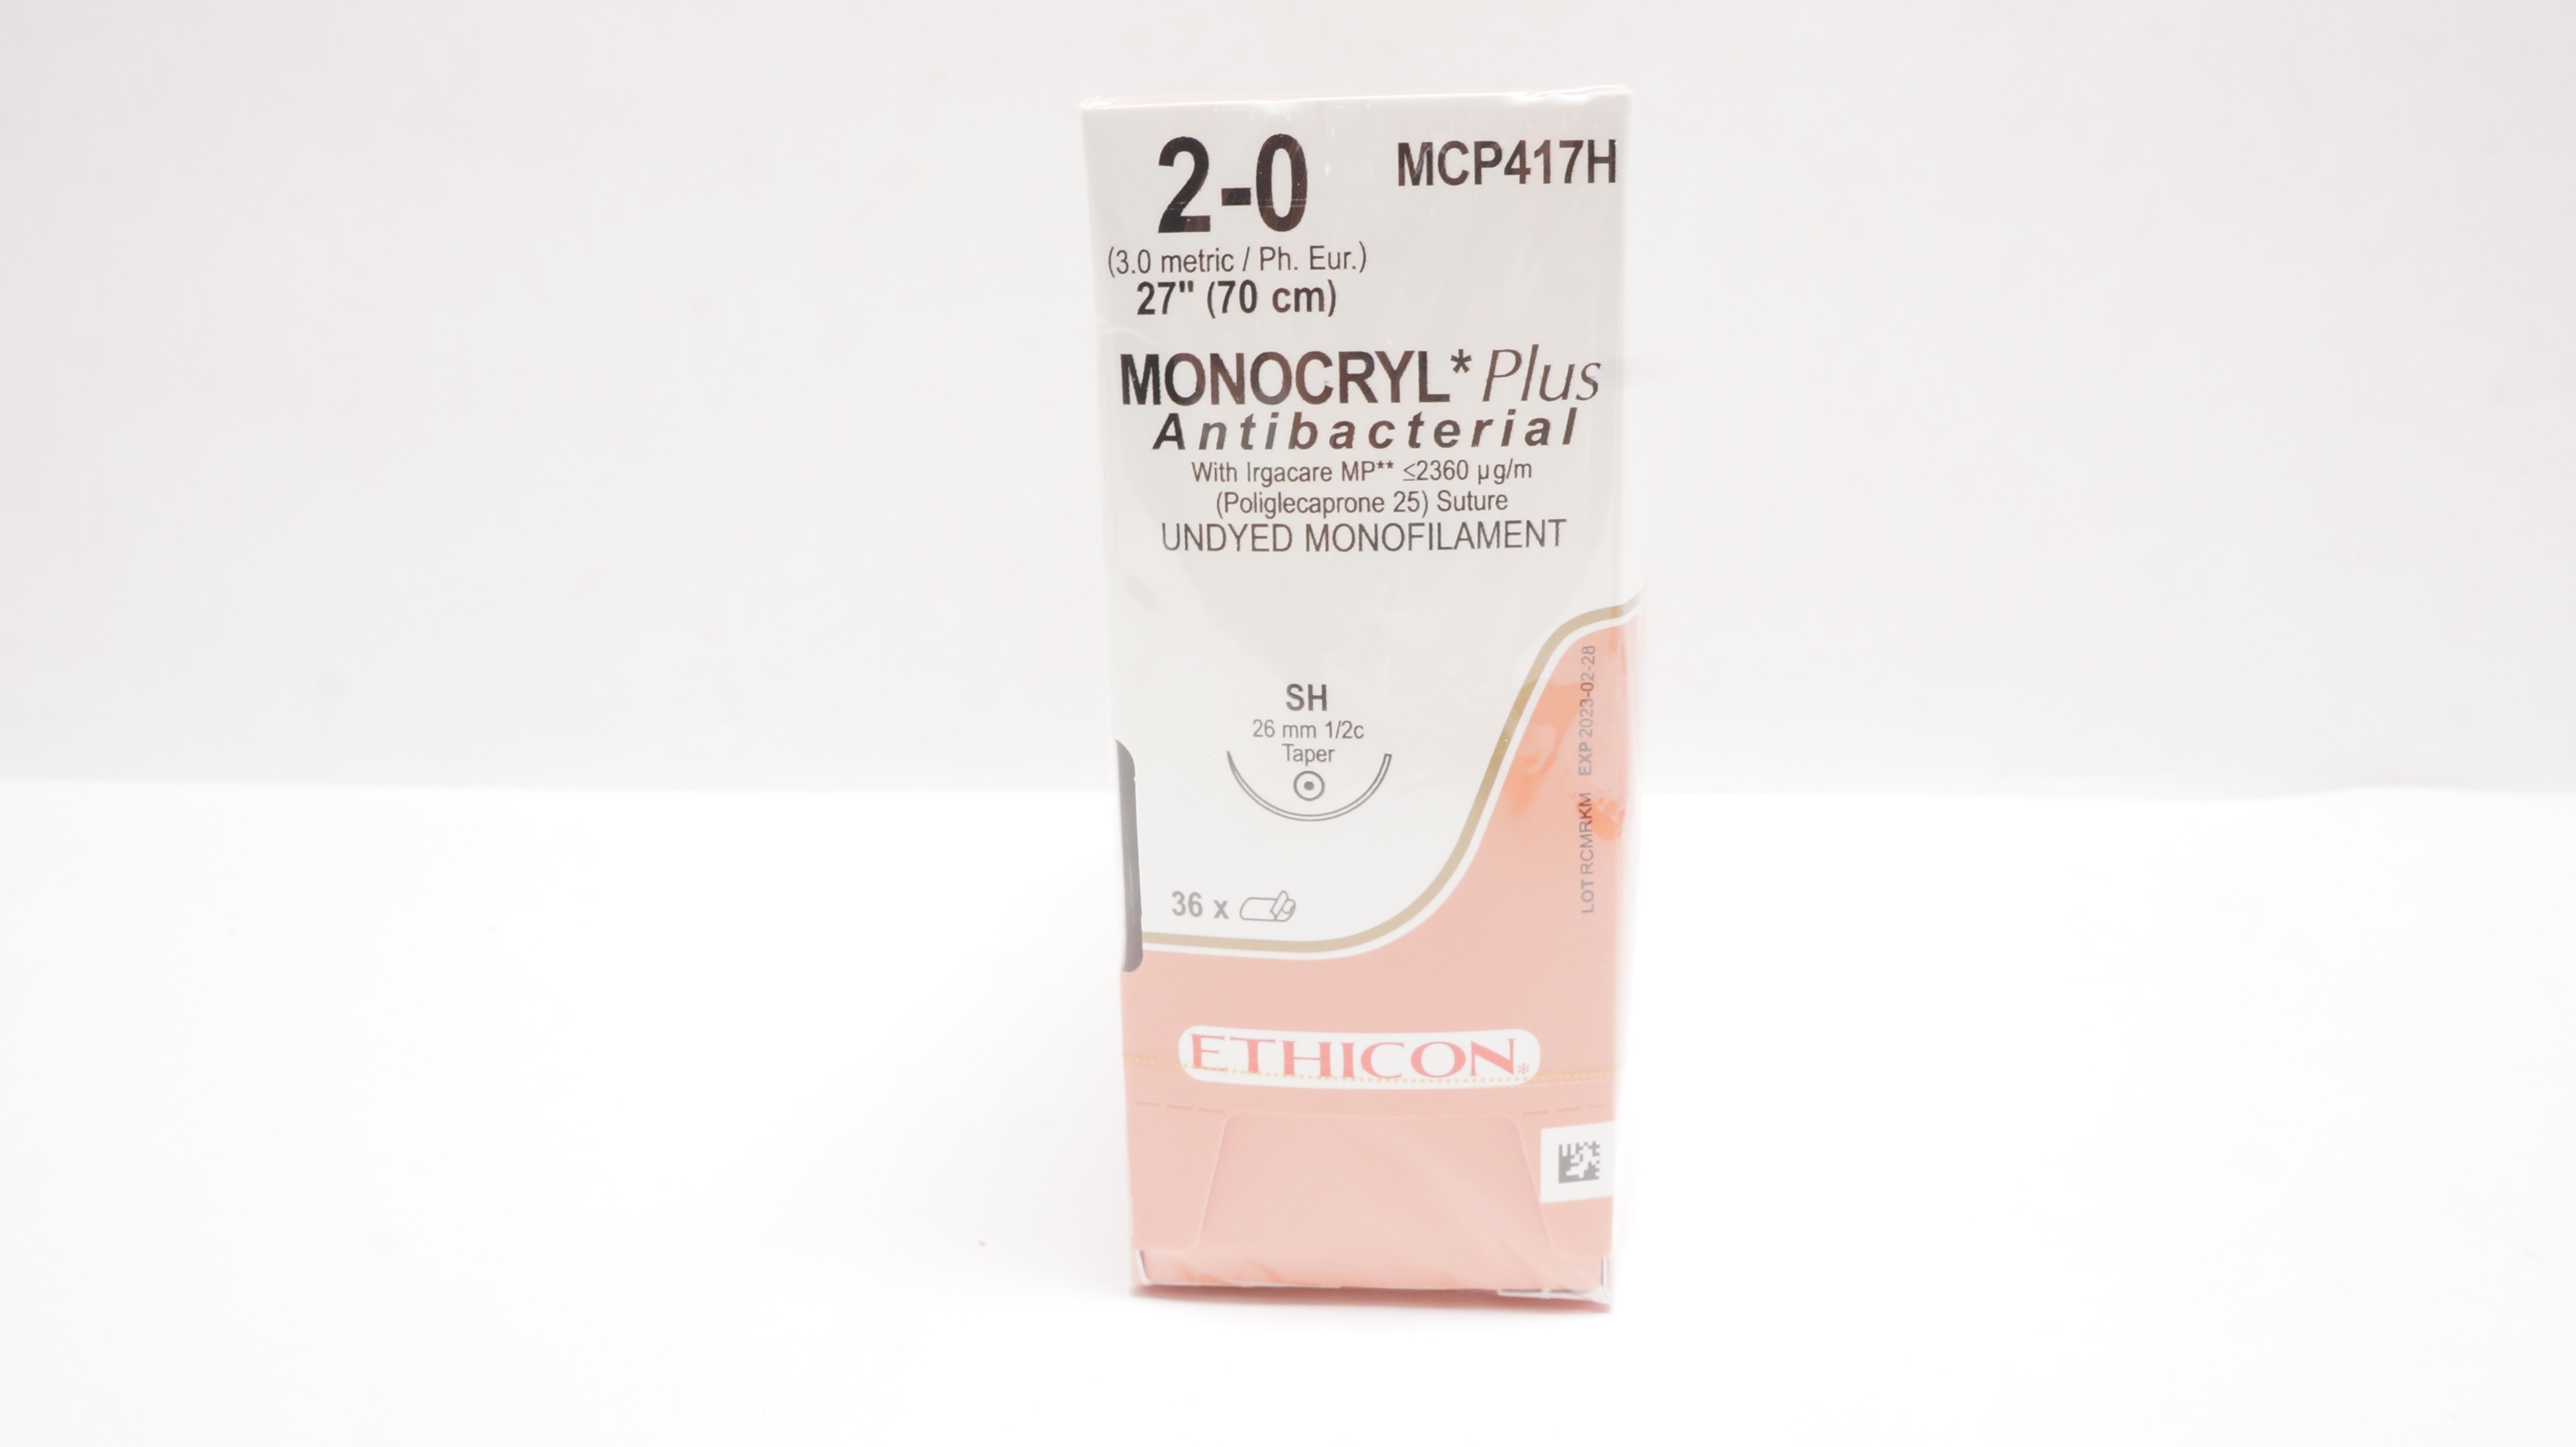 2-0
MCP417H
(3.0 metric / Ph. Eur.)
27" (70 cm)
MONOCRYL* Plus
Antibacterial
With Irgacare MP** ≤2360 µg/m
(Poliglecaprone 25) Suture
UNDYED MONOFILAMENT
SH
26 mm 1/2c
Taper
36 x
LOT RCMRKM EXP 2023-02-28
ETHICON*